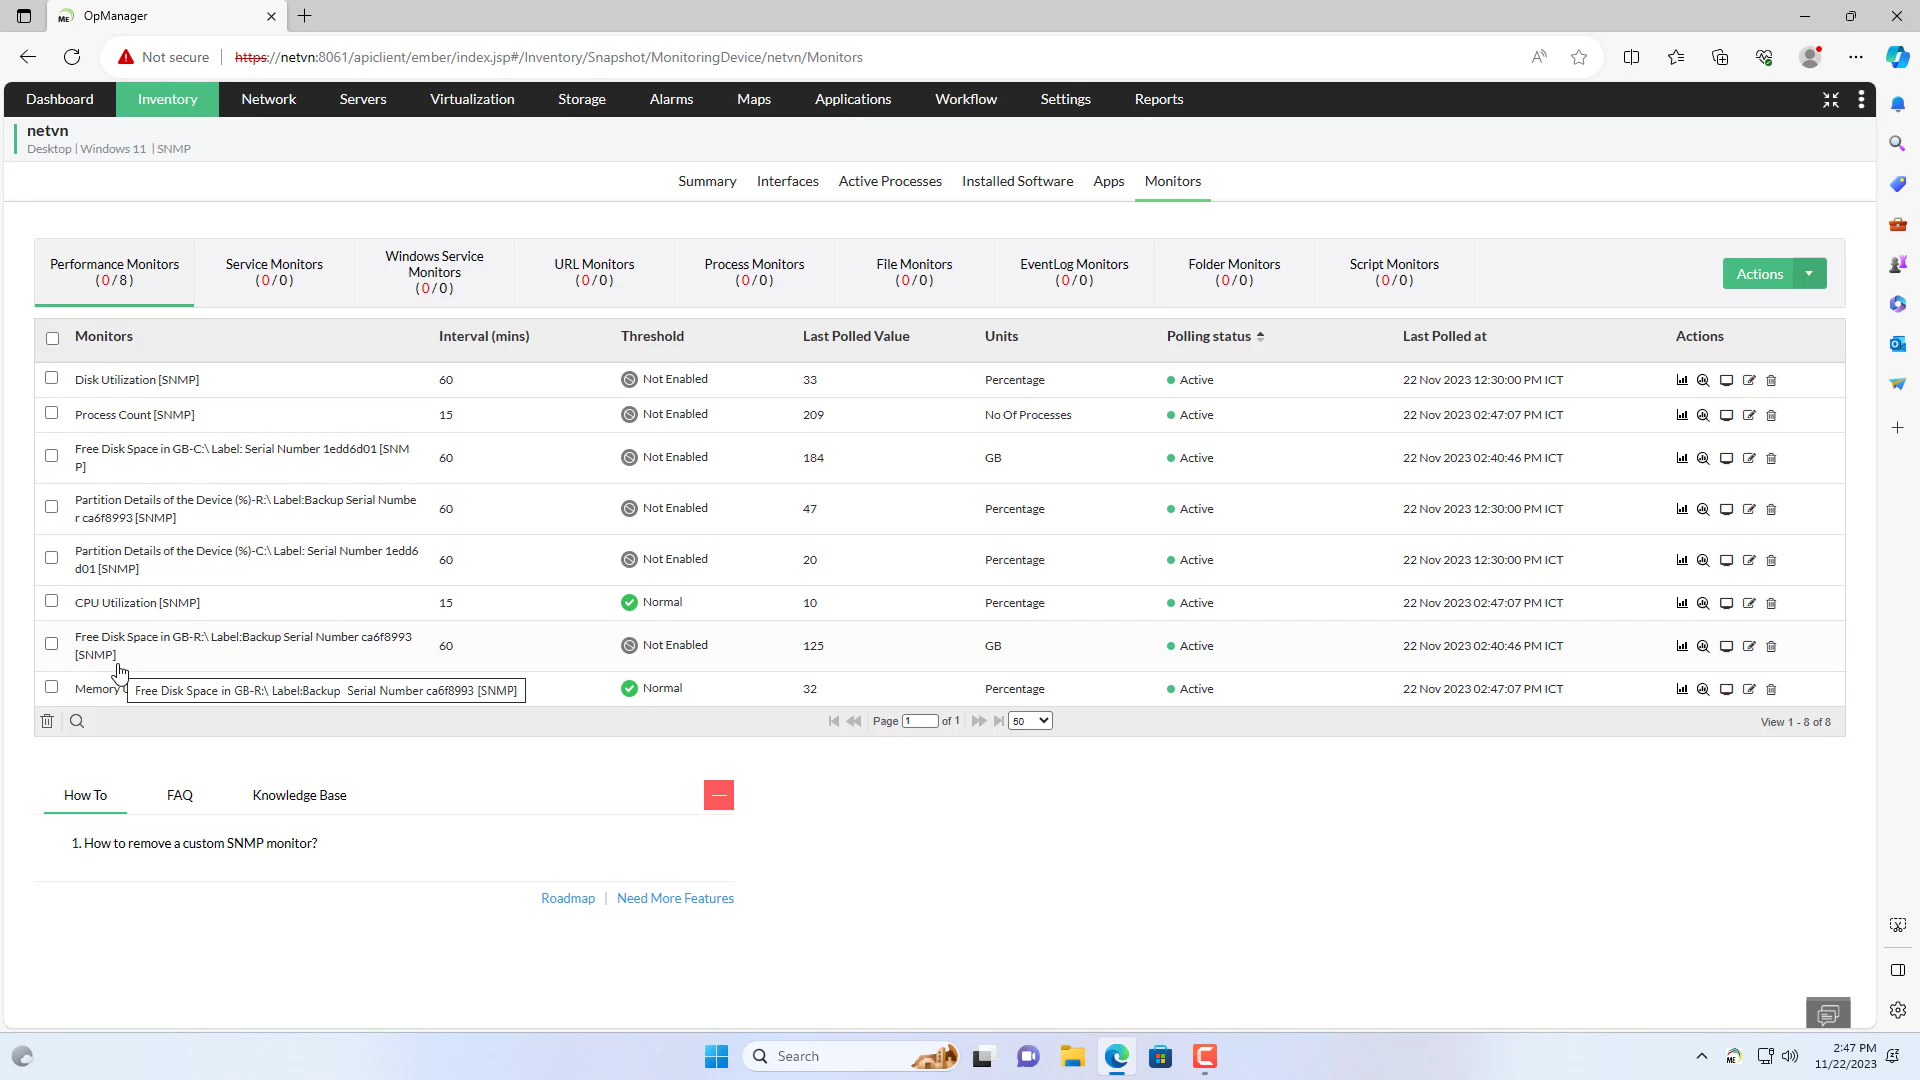 OpManager
Not secure
https://netvn:8061/apiclient/ember/index.jsp#/Inventory/Snapshot/MonitoringDevice/netvn/Monitors
Dashboard
Inventory
Network
Servers
Virtualization
Storage
Alarms
Maps
Applications
Workflow
Settings
Reports
netvn
Desktop | Windows 11 | SNMP
Summary
Interfaces
Active Processes
Installed Software
Apps
Monitors
Performance Monitors
(0/8)
Service Monitors
(0/0)
Windows Service
Monitors
(0/0)
URL Monitors
(0/0)
Process Monitors
(0/0)
File Monitors
(0/0)
EventLog Monitors
(0/0)
Folder Monitors
(0/0)
Script Monitors
(0/0)
Actions
Monitors Interval (mins) Threshold Last Polled Value Units Polling status Last Polled at Actions
Disk Utilization [SNMP] 60 Not Enabled 33 Percentage Active 22 Nov 2023 12:30:00 PM ICT
Process Count [SNMP] 15 Not Enabled 209 No Of Processes Active 22 Nov 2023 02:47:07 PM ICT
Free Disk Space in GB-C:\ Label: Serial Number 1edd6d01 [SNM
P] 60 Not Enabled 184 GB Active 22 Nov 2023 02:40:46 PM ICT
Partition Details of the Device (%)-R:\ Label:Backup Serial Numbe
r ca6f8993 [SNMP] 60 Not Enabled 47 Percentage Active 22 Nov 2023 12:30:00 PM ICT
Partition Details of the Device (%)-C:\ Label: Serial Number 1edd6
d01 [SNMP] 60 Not Enabled 20 Percentage Active 22 Nov 2023 12:30:00 PM ICT
CPU Utilization [SNMP] 15 Normal 10 Percentage Active 22 Nov 2023 02:47:07 PM ICT
Free Disk Space in GB-R:\ Label:Backup Serial Number ca6f8993
[SNMP] 60 Not Enabled 125 GB Active 22 Nov 2023 02:40:46 PM ICT
Memory Normal 32 Percentage Active 22 Nov 2023 02:47:07 PM ICT
Free Disk Space in GB-R:\ Label:Backup Serial Number ca6f8993 [SNMP]
Page 1 of 1 50
View 1 - 8 of 8
How To
FAQ
Knowledge Base
1. How to remove a custom SNMP monitor?
Roadmap | Need More Features
Search
2:47 PM
11/22/2023